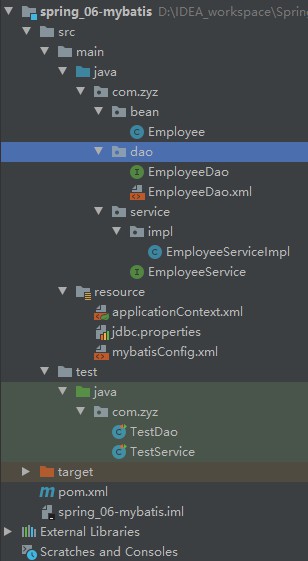 spring_06-mybatis D:\IDEA_workspace\Spring
src
main
java
com.zyz
bean
Employee
dao
EmployeeDao
EmployeeDao.xml
service
impl
EmployeeServiceImpl
EmployeeService
resource
applicationContext.xml
jdbc.properties
mybatisConfig.xml
test
java
com.zyz
TestDao
TestService
target
pom.xml
spring_06-mybatis.iml
External Libraries
Scratches and Consoles